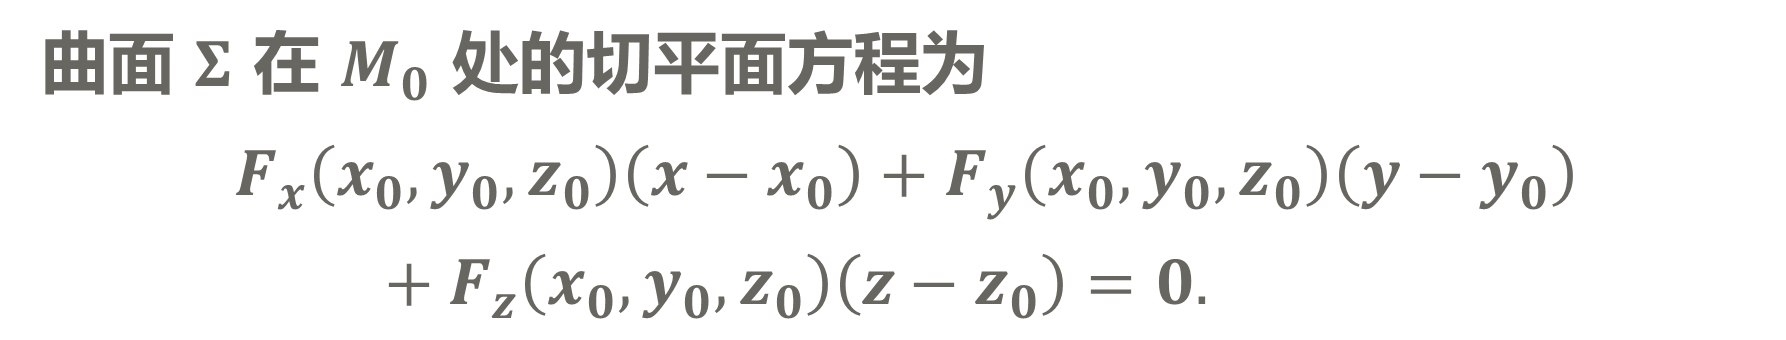 曲面 Σ 在 M₀ 处的切平面方程为
Fₓ(x₀, y₀, z₀)(x − x₀) + F_y(x₀, y₀, z₀)(y − y₀)
+ F_z(x₀, y₀, z₀)(z − z₀) = 0.